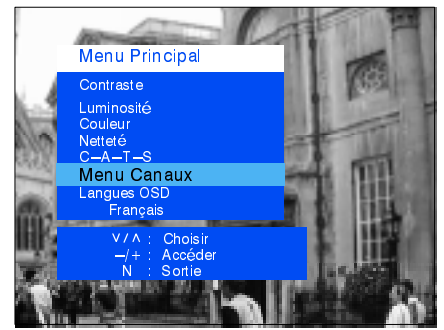 Menu Principal
Contraste
Luminosité
Couleur
Netteté
C–A–T–S
Menu Canaux
Langues OSD
Français
∨/∧ : Choisir
–/+ : Accéder
N : Sortie